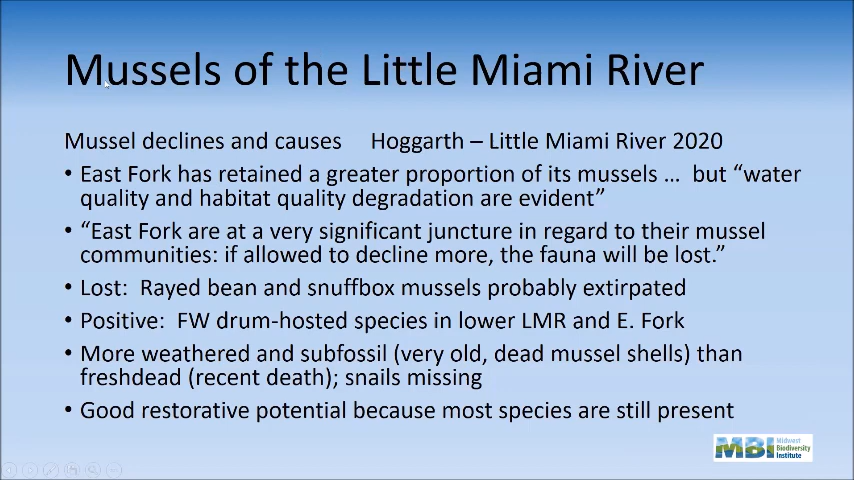 Mussels of the Little Miami River
Mussel declines and causes Hoggarth – Little Miami River 2020
• East Fork has retained a greater proportion of its mussels … but “water
quality and habitat quality degradation are evident”
• “East Fork are at a very significant juncture in regard to their mussel
communities: if allowed to decline more, the fauna will be lost.”
• Lost: Rayed bean and snuffbox mussels probably extirpated
• Positive: FW drum-hosted species in lower LMR and E. Fork
• More weathered and subfossil (very old, dead mussel shells) than
freshdead (recent death); snails missing
• Good restorative potential because most species are still present
MBI Midwest
Biodiversity
Institute